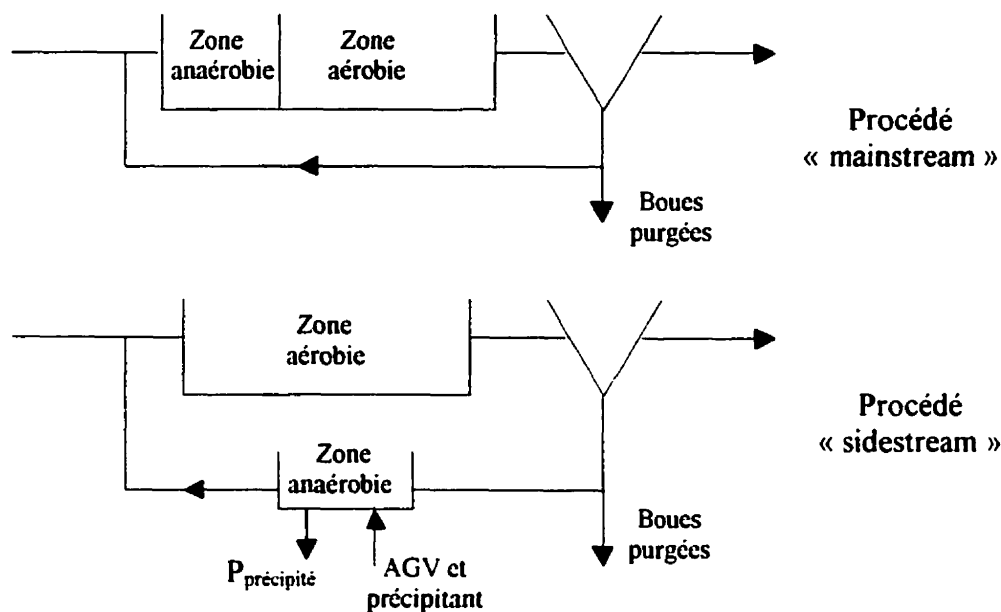 Zone
anaérobie
Zone
aérobie
Procédé
« mainstream »
Boues
purgées
Zone
aérobie
Procédé
« sidestream »
Zone
anaérobie
Boues
purgées
Pprécipité
AGV et
précipitant